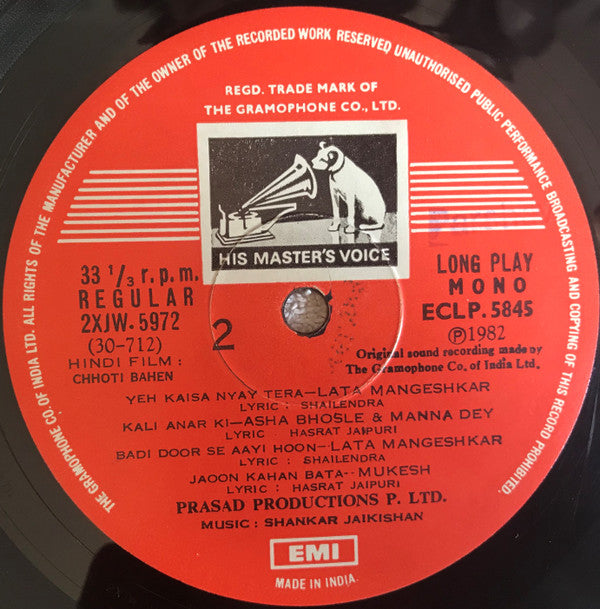 THE GRAMOPHONE CO. OF INDIA LTD. ALL RIGHTS OF THE MANUFACTURER AND OF THE OWNER OF THE RECORDED WORK RESERVED UNAUTHORISED PUBLIC PERFORMANCE BROADCASTING AND COPYING OF THIS RECORD PROHIBITED.
REGD. TRADE MARK OF
THE GRAMOPHONE CO., LTD.
HIS MASTER'S VOICE
33 1/3 r.p.m.
REGULAR
2XJW.5972
(30-712)
HINDI FILM :
CHHOTI BAHEN
2
LONG PLAY
MONO
ECLP.5845
℗1982
Original sound recording made by
The Gramophone Co. of India Ltd.
YEH KAISA NYAY TERA—LATA MANGESHKAR
LYRIC : SHAILENDRA
KALI ANAR KI—ASHA BHOSLE & MANNA DEY
LYRIC : HASRAT JAIPURI
BADI DOOR SE AAYI HOON—LATA MANGESHKAR
LYRIC : SHAILENDRA
JAOON KAHAN BATA--MUKESH
LYRIC : HASRAT JAIPURI
PRASAD PRODUCTIONS P. LTD.
MUSIC : SHANKAR JAIKISHAN
EMI
MADE IN INDIA